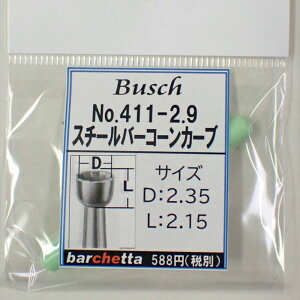 Busch
No.411-2.9
スチールバーコーンカーブ
D
L
サイズ
D:2.35
L:2.15
barchetta 588円(税別)